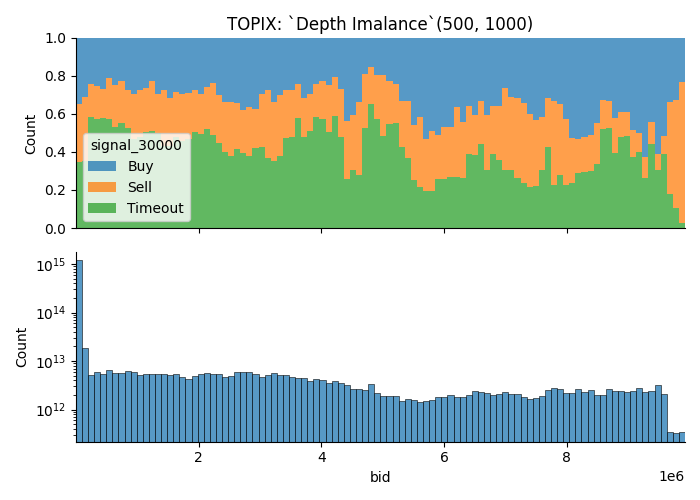 TOPIX: `Depth Imalance`(500, 1000)
1.0
0.8
0.6
0.4
0.2
0.0
Count
signal_30000
Buy
Sell
Timeout
10^15
10^14
10^13
10^12
Count
2
4
6
8
1e6
bid